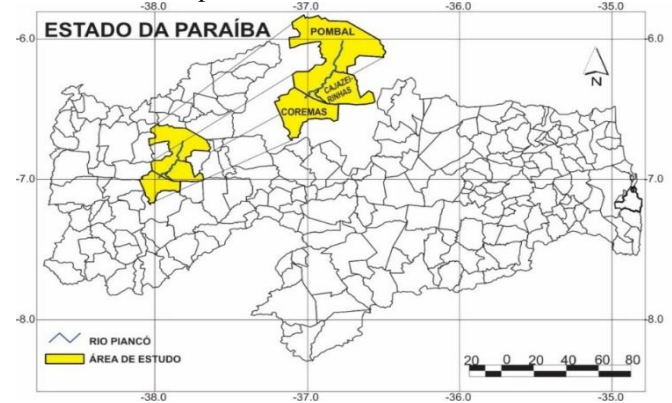 -38.0 -37.0 -36.0 -35.0
ESTADO DA PARAÍBA
POMBAL
-6.0 -6.0
CAJAZEI-
RINHAS
COREMAS
N
-7.0 -7.0
-8.0 -8.0
RIO PIANCÓ
ÁREA DE ESTUDO
20 0 20 40 60 80
-38.0 -37.0 -36.0 -35.0